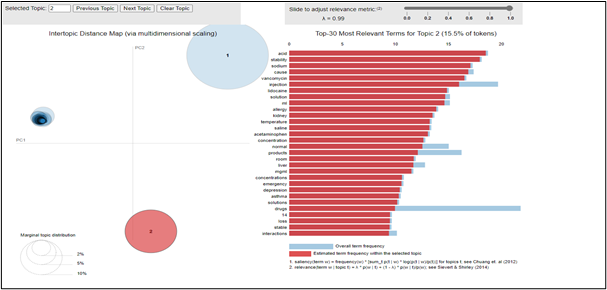 Selected Topic: 2 Previous Topic Next Topic Clear Topic
Slide to adjust relevance metric:(2)
λ = 0.99
0.0 0.2 0.4 0.6 0.8 1.0
Intertopic Distance Map (via multidimensional scaling)
PC2
PC1
1
2
Marginal topic distribution
2%
5%
10%
Top-30 Most Relevant Terms for Topic 2 (15.5% of tokens)
0 5 10 15 20
acid
stability
sodium
cause
vancomycin
injection
lidocaine
solution
ml
allergy
kidney
temperature
saline
acetaminophen
concentration
normal
products
room
liver
mgml
concentrations
emergency
depression
asthma
solutions
drugs
loss
stable
interactions
Overall term frequency
Estimated term frequency within the selected topic
1. saliency(term w) = frequency(w) * [sum_t p(t | w) * log(p(t | w)/p(t))] for topics t; see Chuang et. al (2012)
2. relevance(term w | topic t) = λ * p(w | t) + (1 - λ) * p(w | t)/p(w); see Sievert & Shirley (2014)